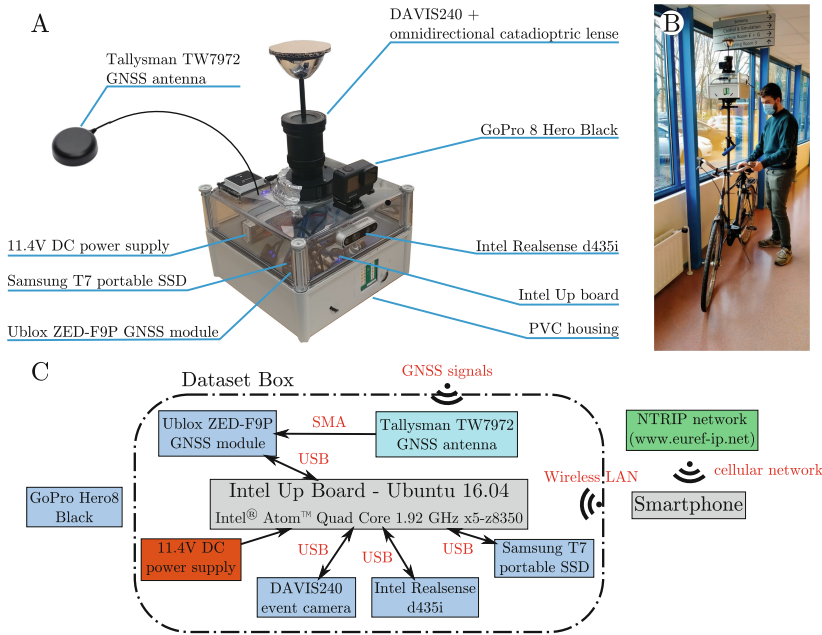 A
DAVIS240 +
omnidirectional catadioptric lense
Tallysman TW7972
GNSS antenna
GoPro 8 Hero Black
11.4V DC power supply
Intel Realsense d435i
Samsung T7 portable SSD
Intel Up board
Ublox ZED-F9P GNSS module
PVC housing
B
C
Dataset Box
GNSS signals
Ublox ZED-F9P
GNSS module
SMA
Tallysman TW7972
GNSS antenna
NTRIP network
(www.euref-ip.net)
USB
Wireless LAN
cellular network
GoPro Hero8
Black
Intel Up Board - Ubuntu 16.04
Intel® Atom™ Quad Core 1.92 GHz x5-z8350
Smartphone
11.4V DC
power supply
USB
USB
USB
Samsung T7
portable SSD
DAVIS240
event camera
Intel Realsense
d435i